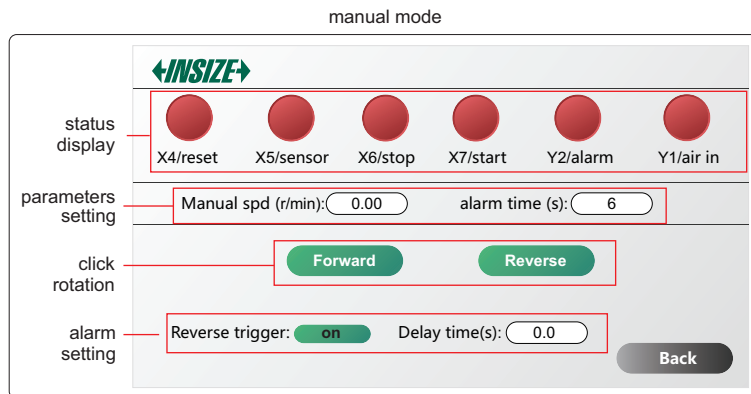 manual mode
INSIZE
status
display
X4/reset X5/sensor X6/stop X7/start Y2/alarm Y1/air in
parameters
setting
Manual spd (r/min): 0.00 alarm time (s): 6
click
rotation
Forward Reverse
alarm
setting
Reverse trigger: on Delay time(s): 0.0
Back